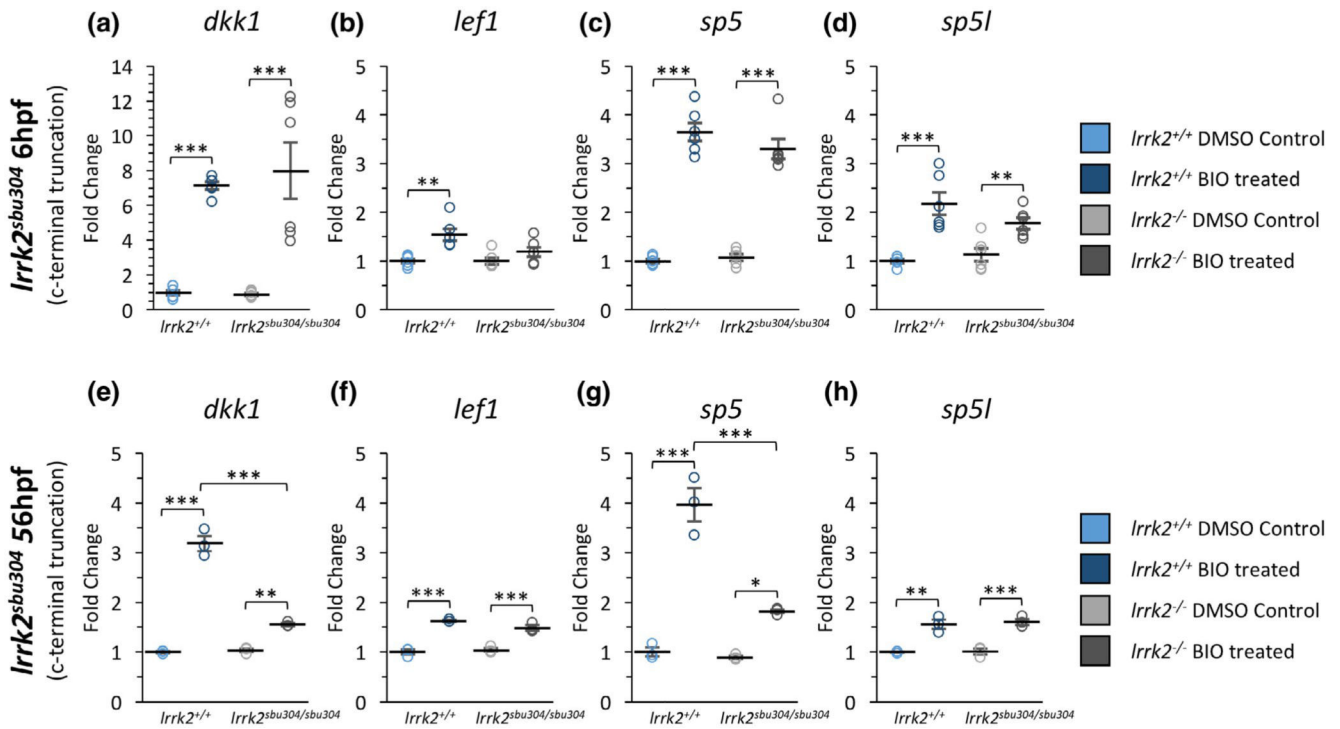 (a) dkk1 (b) lef1 (c) sp5 (d) sp5l
lrrk2sbu304 6hpf
(c-terminal truncation)
Fold Change
14
12
10
8
6
4
2
0
***
***
lrrk2+/+ lrrk2sbu304/sbu304
Fold Change
5
4
3
2
1
0
**
lrrk2+/+ lrrk2sbu304/sbu304
Fold Change
5
4
3
2
1
0
***
***
lrrk2+/+ lrrk2sbu304/sbu304
Fold Change
5
4
3
2
1
0
***
**
lrrk2+/+ lrrk2sbu304/sbu304
lrrk2+/+ DMSO Control
lrrk2+/+ BIO treated
lrrk2-/- DMSO Control
lrrk2-/- BIO treated
(e) dkk1 (f) lef1 (g) sp5 (h) sp5l
lrrk2sbu304 56hpf
(c-terminal truncation)
Fold Change
5
4
3
2
1
0
***
***
**
lrrk2+/+ lrrk2sbu304/sbu304
Fold Change
5
4
3
2
1
0
***
***
lrrk2+/+ lrrk2sbu304/sbu304
Fold Change
5
4
3
2
1
0
***
***
*
lrrk2+/+ lrrk2sbu304/sbu304
Fold Change
5
4
3
2
1
0
**
***
lrrk2+/+ lrrk2sbu304/sbu304
lrrk2+/+ DMSO Control
lrrk2+/+ BIO treated
lrrk2-/- DMSO Control
lrrk2-/- BIO treated